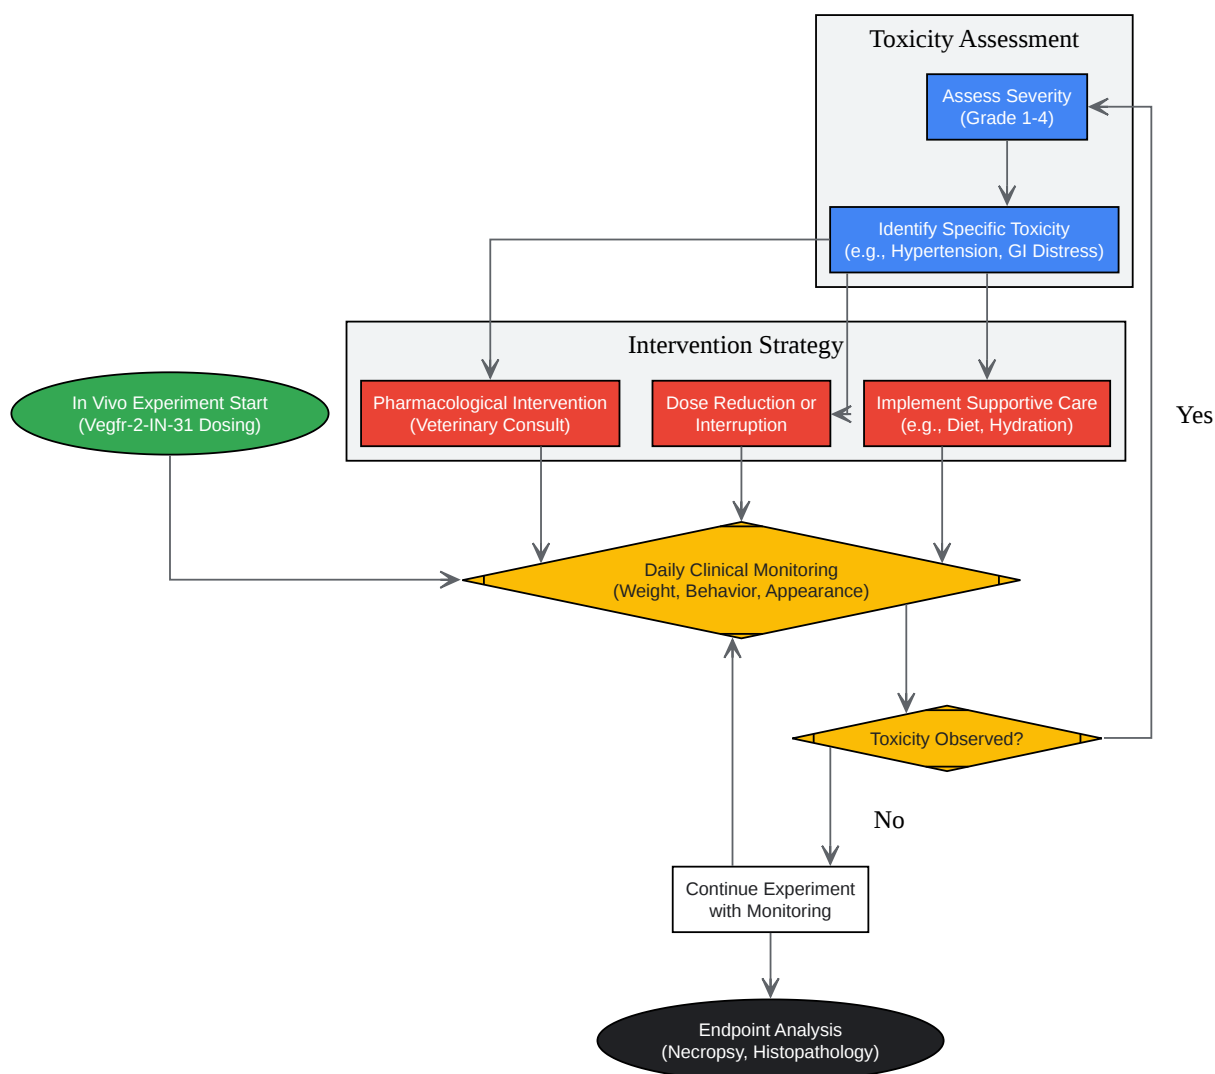 Toxicity Assessment
Assess Severity
(Grade 1-4)
Identify Specific Toxicity
(e.g., Hypertension, GI Distress)
Intervention Strategy
In Vivo Experiment Start
(Vegfr-2-IN-31 Dosing)
Pharmacological Intervention
(Veterinary Consult)
Dose Reduction or
Interruption
Implement Supportive Care
(e.g., Diet, Hydration)
Yes
Daily Clinical Monitoring
(Weight, Behavior, Appearance)
Toxicity Observed?
No
Continue Experiment
with Monitoring
Endpoint Analysis
(Necropsy, Histopathology)